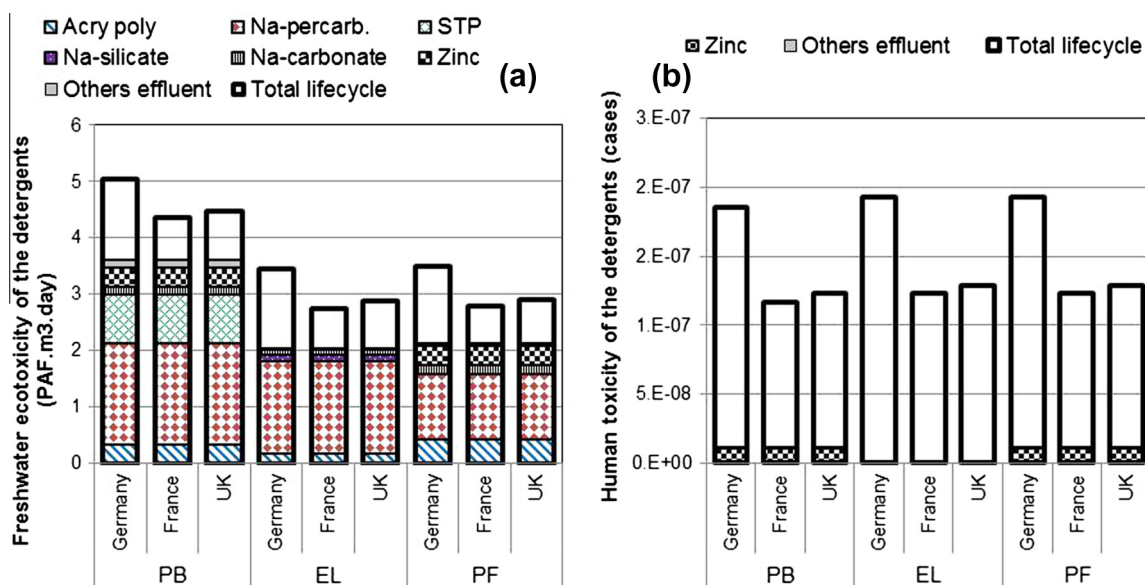 Acry poly Na-percarb. STP
Na-silicate Na-carbonate Zinc
Others effluent Total lifecycle
(a)
Freshwater ecotoxicity of the detergents
(PAF.m3.day)
6
5
4
3
2
1
0
Germany
France
UK
Germany
France
UK
Germany
France
UK
PB EL PF
Zinc Others effluent Total lifecycle
(b)
Human toxicity of the detergents (cases)
3.E-07
2.E-07
2.E-07
1.E-07
5.E-08
0.E+00
Germany
France
UK
Germany
France
UK
Germany
France
UK
PB EL PF